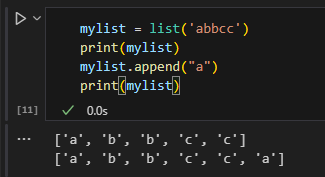 mylist = list('abbcc')
print(mylist)
mylist.append("a")
print(mylist)
[11]
0.0s
['a', 'b', 'b', 'c', 'c']
['a', 'b', 'b', 'c', 'c', 'a']